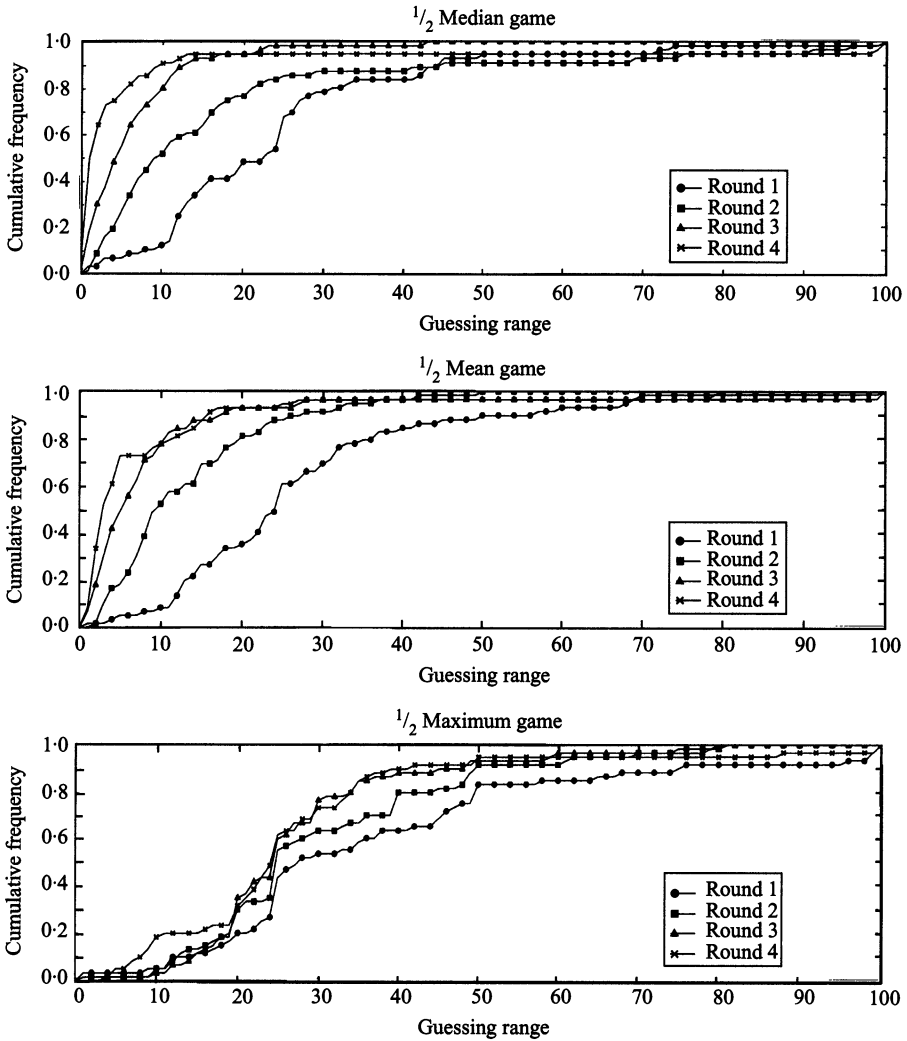 1/2 Median game
Cumulative frequency
1·0
0·8
0·6
0·4
0·2
0·0
Round 1
Round 2
Round 3
Round 4
0 10 20 30 40 50 60 70 80 90 100
Guessing range
1/2 Mean game
Cumulative frequency
1·0
0·8
0·6
0·4
0·2
0·0
Round 1
Round 2
Round 3
Round 4
0 10 20 30 40 50 60 70 80 90 100
Guessing range
1/2 Maximum game
Cumulative frequency
1·0
0·8
0·6
0·4
0·2
0·0
Round 1
Round 2
Round 3
Round 4
0 10 20 30 40 50 60 70 80 90 100
Guessing range